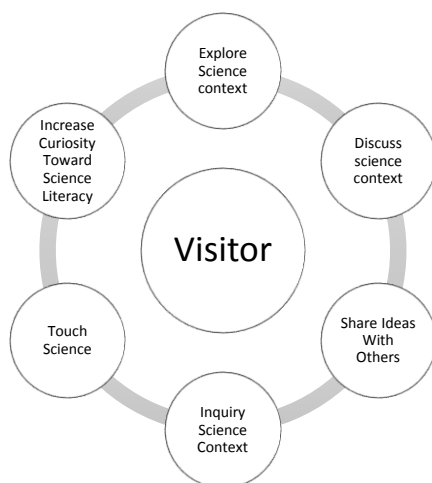 Explore
Science
context
Increase
Curiosity
Toward
Science
Literacy
Discuss
science
context
Visitor
Touch
Science
Share Ideas
With
Others
Inquiry
Science
Context